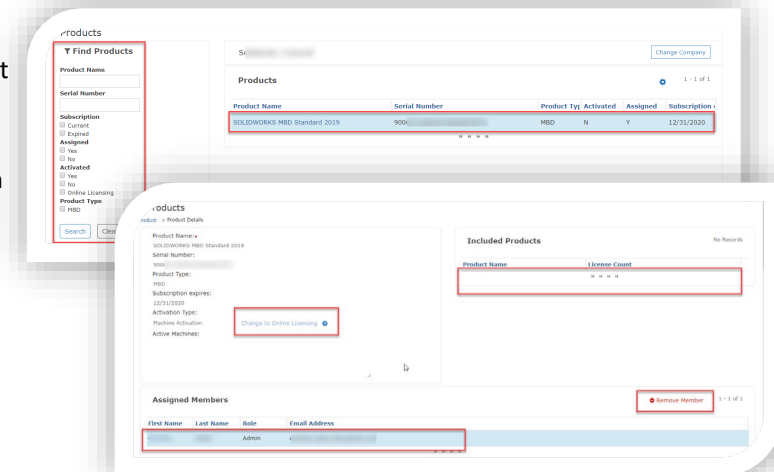 Products
Find Products
Product Name
Serial Number
Subscription
Current
Expired
Assigned
Yes
No
Activated
Yes
No
Online Licensing
Product Type
MBD
Search
Change Company
Products
1 - 1 of 1
Product Name Serial Number Product Typ Activated Assigned Subscription
SOLIDWORKS MBD Standard 2019 900 MBD N Y 12/31/2020
t
Products
> Product Details
Product Name:
SOLIDWORKS MBD Standard 2019
Serial Number:
900
Product Type:
MBD
Subscription expires:
12/31/2020
Activation Type:
Machine Activation Change to Online Licensing
Active Machines:
Included Products No Records
Product Name License Count
Assigned Members Remove Member 1 - 1 of 1
First Name Last Name Role Email Address
Admin